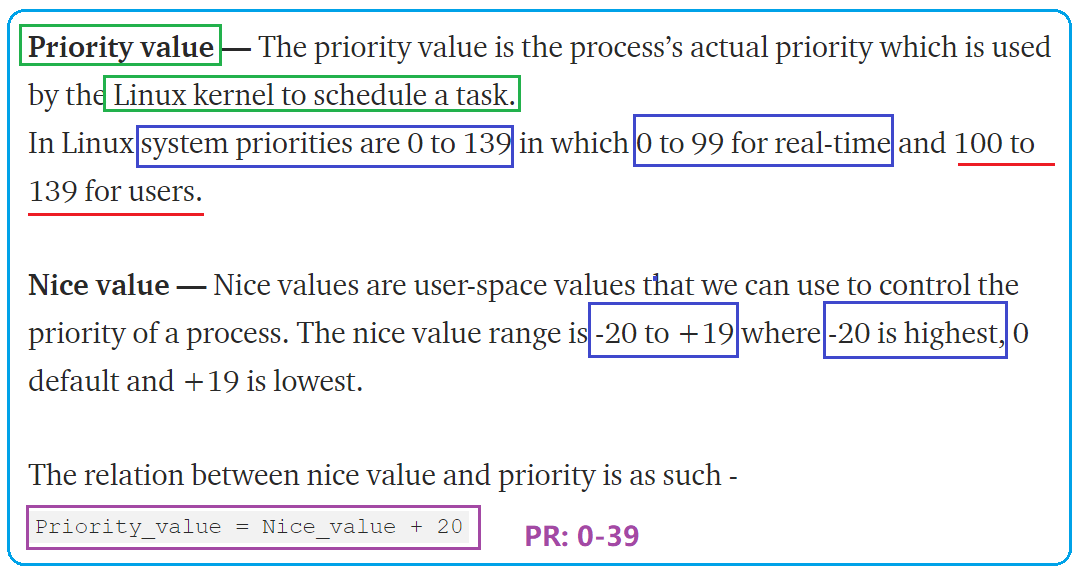 Priority value — The priority value is the process’s actual priority which is used
by the Linux kernel to schedule a task.
In Linux system priorities are 0 to 139 in which 0 to 99 for real-time and 100 to
139 for users.
Nice value — Nice values are user-space values that we can use to control the
priority of a process. The nice value range is -20 to +19 where -20 is highest, 0
default and +19 is lowest.
The relation between nice value and priority is as such -
Priority_value = Nice_value + 20 PR: 0-39